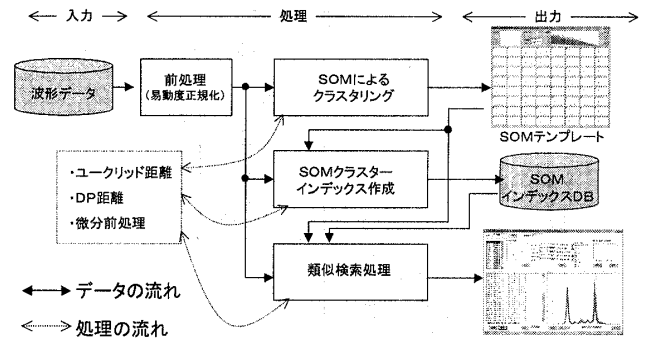 入力
処理
出力
波形データ
前処理
(易動度正規化)
SOMによる
クラスタリング
SOMテンプレート
・ユークリッド距離
・DP距離
・微分前処理
SOMクラスター
インデックス作成
SOM
インデックスDB
類似検索処理
データの流れ
処理の流れ